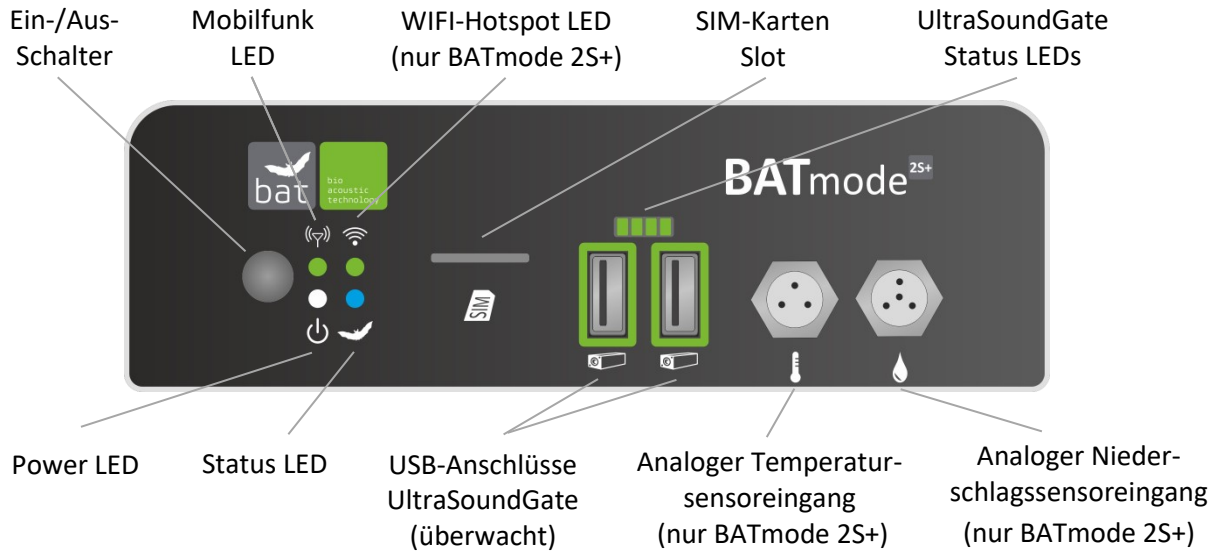 Ein-/Aus-
Schalter
Mobilfunk
LED
WIFI-Hotspot LED
(nur BATmode 2S+)
SIM-Karten
Slot
UltraSoundGate
Status LEDs
bat
bio
acoustic
technology
BATmode 2S+
SIM
Power LED
Status LED
USB-Anschlüsse
UltraSoundGate
(überwacht)
Analoger Temperatur-
sensoreingang
(nur BATmode 2S+)
Analoger Nieder-
schlagssensoreingang
(nur BATmode 2S+)